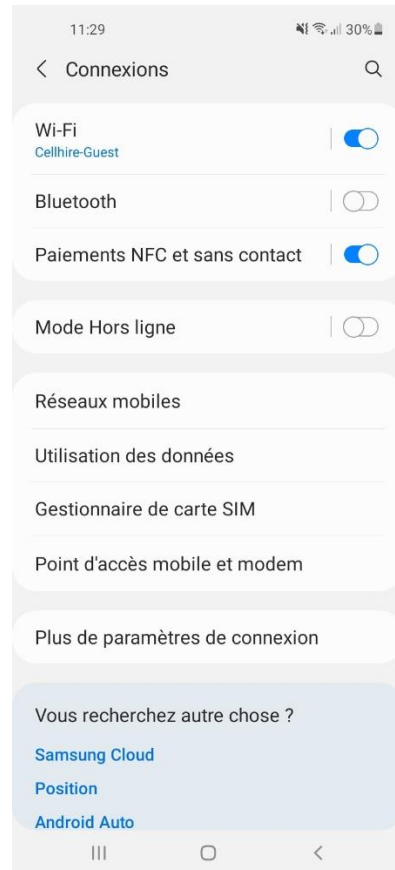 11:29
30%
Connexions
Wi-Fi
Cellhire-Guest
Bluetooth
Paiements NFC et sans contact
Mode Hors ligne
Réseaux mobiles
Utilisation des données
Gestionnaire de carte SIM
Point d'accès mobile et modem
Plus de paramètres de connexion
Vous recherchez autre chose ?
Samsung Cloud
Position
Android Auto